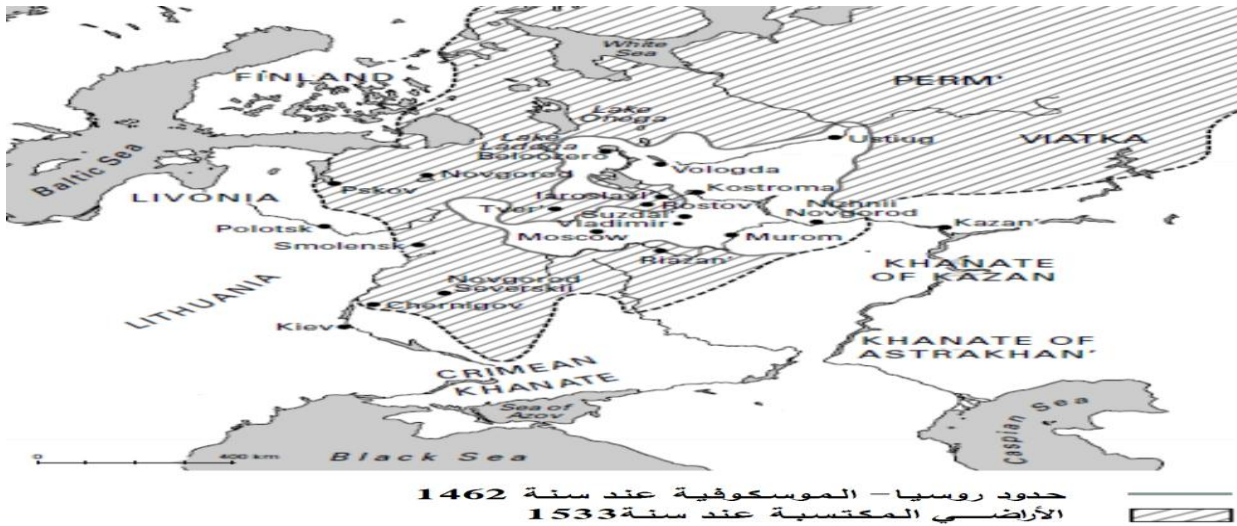 White
Sea
FINLAND
PERM'
Lake
Onega
Ustiug
VIATKA
Lake
Ladoga
Beloozero
Baltic Sea
Vologda
Novgorod
Pskov
Kostroma
LIVONIA
Iaroslavl'
Rostov
Nizhnii
Novgorod
Tver'
Suzdal'
Kazan'
Polotsk
Vladimir
Smolensk
Moscow
Murom
Riazan'
KHANATE
OF KAZAN
Novgorod
Severskii
LITHUANIA
Chernigov
Kiev
KHANATE OF
ASTRAKHAN'
CRIMEAN
KHANATE
Sea of
Azov
Caspian Sea
0 400 km
Black Sea
حدود روسيا – الموسكوفية عند سنة 1462
الأراضي المكتسبة عند سنة 1533